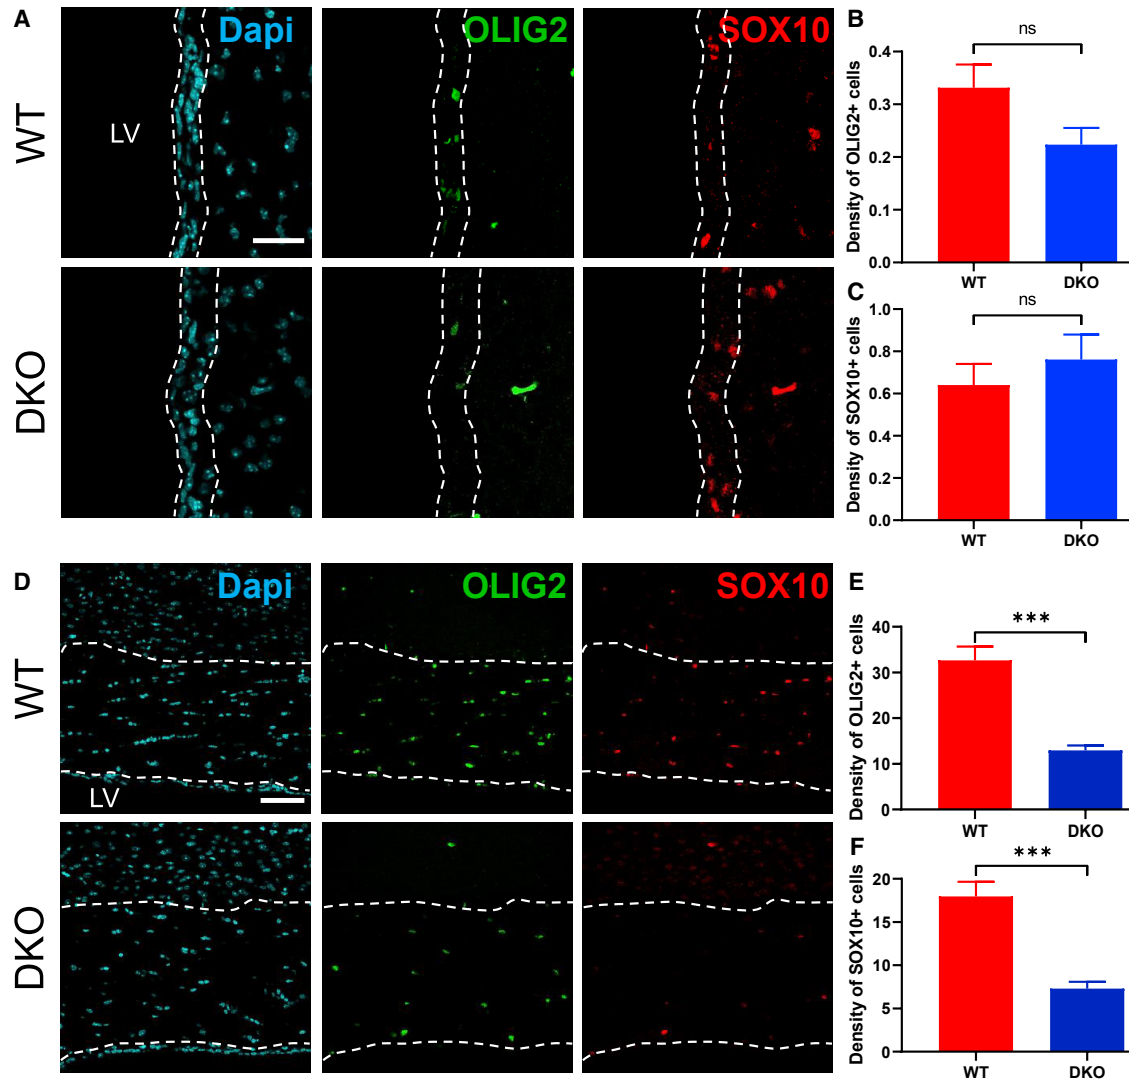 A
Dapi
OLIG2
SOX10
WT
LV
DKO
B
ns
Density of OLIG2+ cells
0.4
0.3
0.2
0.1
0.0
WT
DKO
C
ns
Density of SOX10+ cells
1.0
0.8
0.6
0.4
0.2
0.0
WT
DKO
D
Dapi
OLIG2
SOX10
WT
LV
DKO
E
***
Density of OLIG2+ cells
40
30
20
10
0
WT
DKO
F
***
Density of SOX10+ cells
20
15
10
5
0
WT
DKO